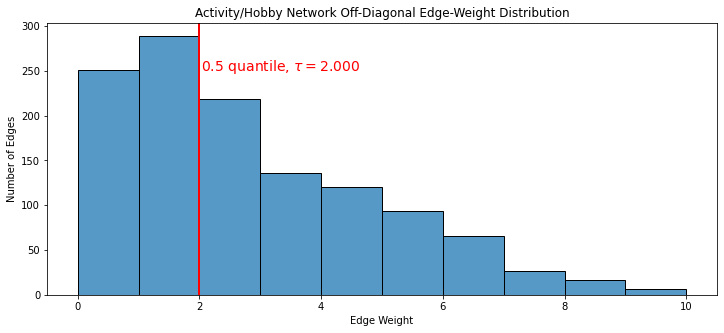 Activity/Hobby Network Off-Diagonal Edge-Weight Distribution
300
250
200
150
100
50
0
Number of Edges
0.5 quantile, τ = 2.000
0 2 4 6 8 10
Edge Weight